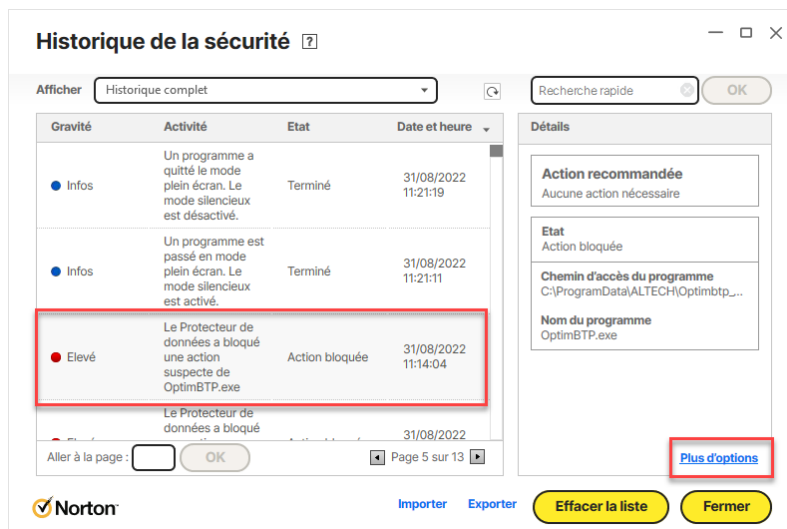 Historique de la sécurité ?
Afficher Historique complet
Recherche rapide OK
Gravité Activité Etat Date et heure
Infos
Un programme a
quitté le mode
plein écran. Le
mode silencieux
est désactivé.
Terminé
31/08/2022
11:21:19
Infos
Un programme est
passé en mode
plein écran. Le
mode silencieux
est activé.
Terminé
31/08/2022
11:21:11
Elevé
Le Protecteur de
données a bloqué
une action
suspecte de
OptimBTP.exe
Action bloquée
31/08/2022
11:14:04
Le Protecteur de
données a bloqué
31/08/2022
Aller à la page : OK
Page 5 sur 13
Détails
Action recommandée
Aucune action nécessaire
Etat
Action bloquée
Chemin d'accès du programme
C:\ProgramData\ALTECH\Optimbtp_...
Nom du programme
OptimBTP.exe
Plus d'options
Norton
Importer Exporter Effacer la liste Fermer